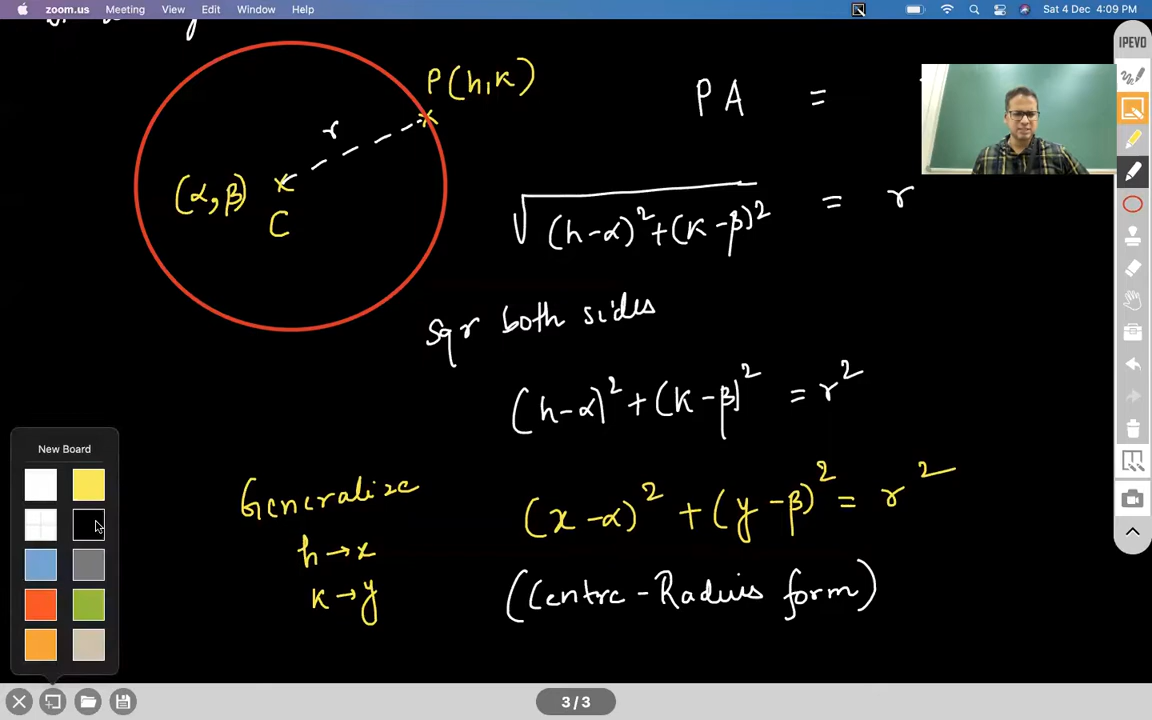 zoom.us Meeting View Edit Window Help Sat 4 Dec 4:09 PM
IPEVO
P(h,k)
PA =
r
(α,β)
C
√(h-α)²+(k-β)² = r
Sqr both sides
(h-α)²+(k-β)² = r²
New Board
Generalize
(x-α)²+(y-β)² = r²
h→x
k→y
(Centre-Radius form)
3/3